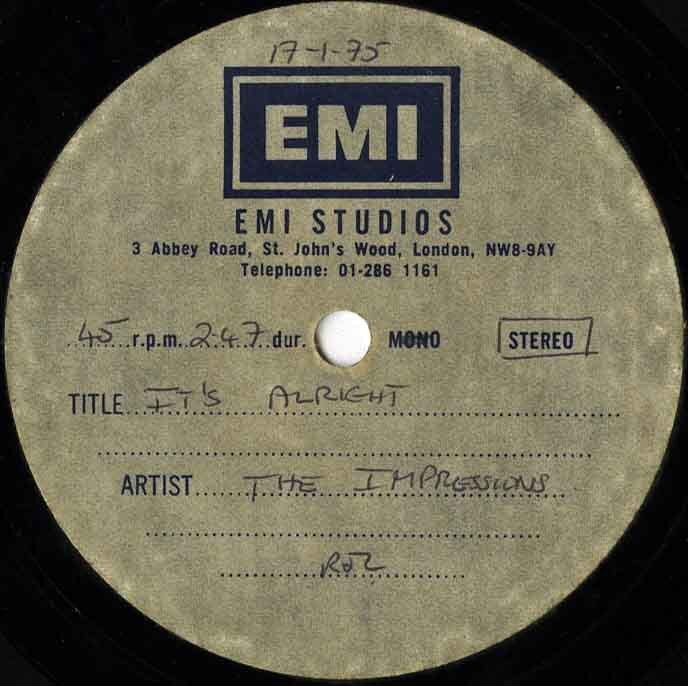 17-1-75
EMI
EMI STUDIOS
3 Abbey Road, St. John's Wood, London, NW8-9AY
Telephone: 01-286 1161
45 r.p.m. 2.47 dur. MONO STEREO
TITLE IT'S ALRIGHT
ARTIST THE IMPRESSIONS